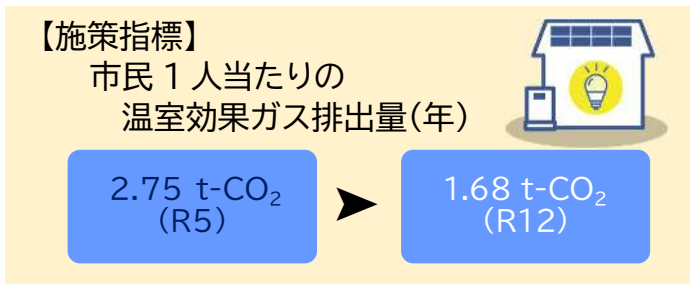 【施策指標】
市民1人当たりの
温室効果ガス排出量(年)
2.75 t-CO₂
(R5)
➤
1.68 t-CO₂
(R12)